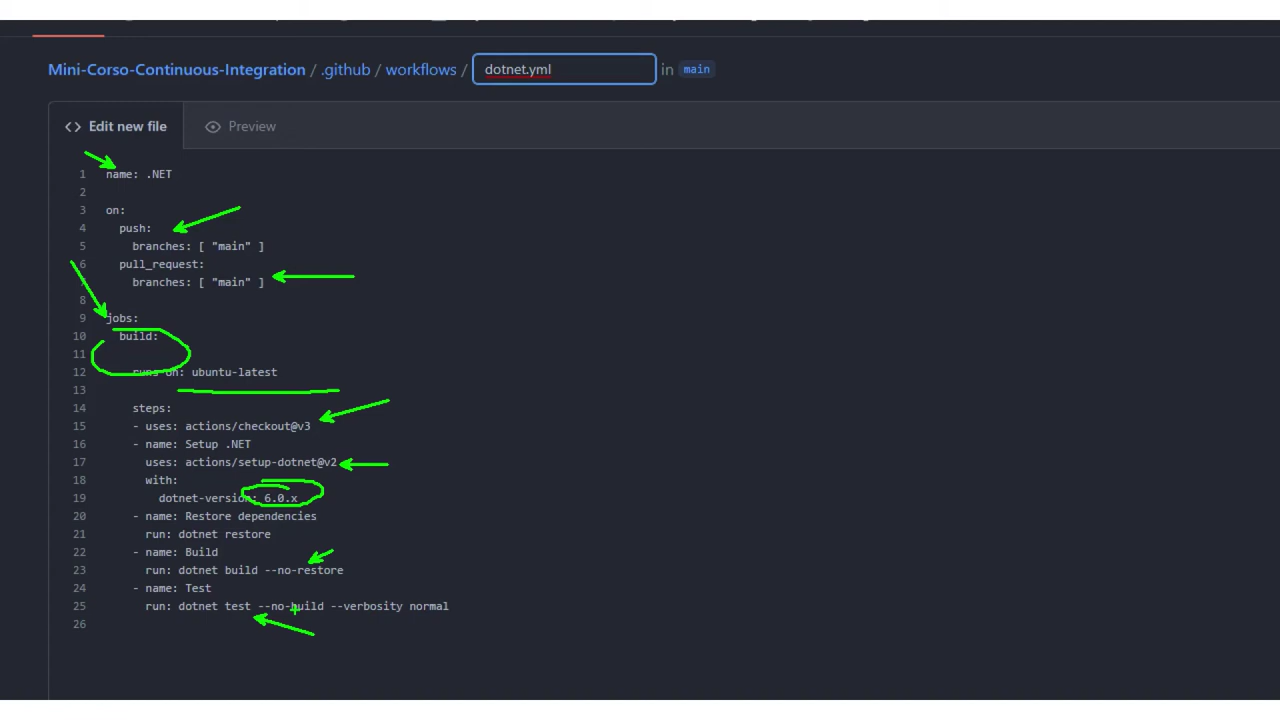 Mini-Corso-Continuous-Integration / .github / workflows / dotnet.yml in main
<> Edit new file Preview
1 name: .NET
2
3 on:
4 push:
5 branches: [ "main" ]
6 pull_request:
7 branches: [ "main" ]
8
9 jobs:
10 build:
11
12 runs-on: ubuntu-latest
13
14 steps:
15 - uses: actions/checkout@v3
16 - name: Setup .NET
17 uses: actions/setup-dotnet@v2
18 with:
19 dotnet-version: 6.0.x
20 - name: Restore dependencies
21 run: dotnet restore
22 - name: Build
23 run: dotnet build --no-restore
24 - name: Test
25 run: dotnet test --no-build --verbosity normal
26